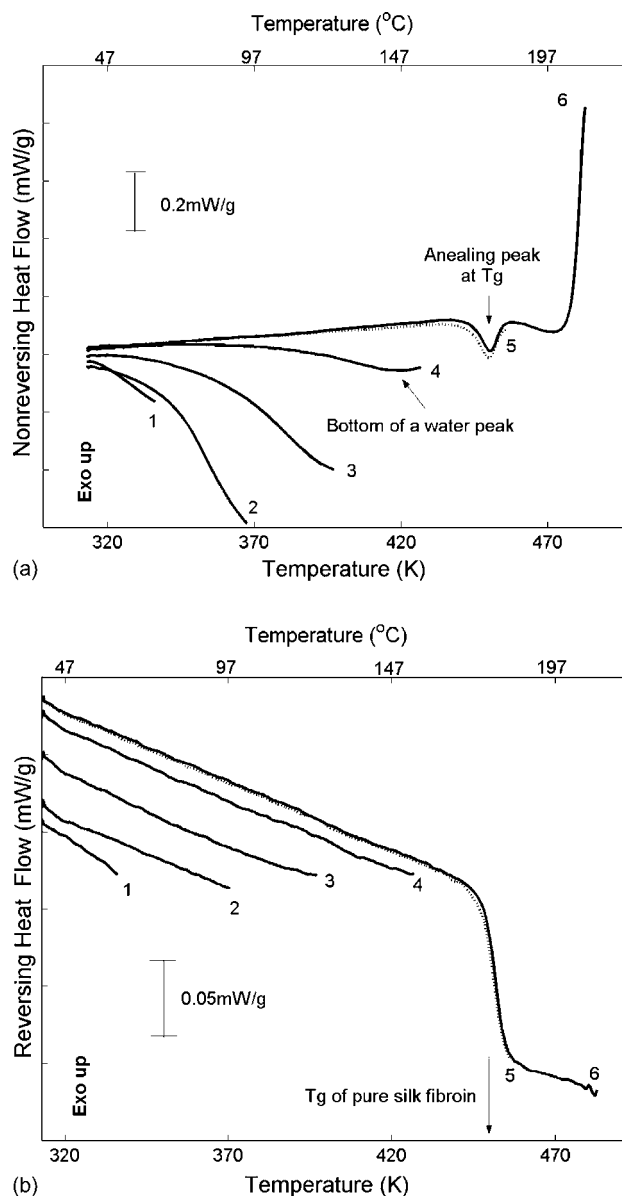 Temperature (°C)
47 97 147 197
Nonreversing Heat Flow (mW/g)
6
0.2mW/g
Anealing peak
at Tg
5
4
Bottom of a water peak
1
3
2
Exo up
320 370 420 470
(a)
Temperature (K)
Temperature (°C)
47 97 147 197
Reversing Heat Flow (mW/g)
1
2
3
4
0.05mW/g
Exo up
Tg of pure silk fibroin
5
6
320 370 420 470
(b)
Temperature (K)